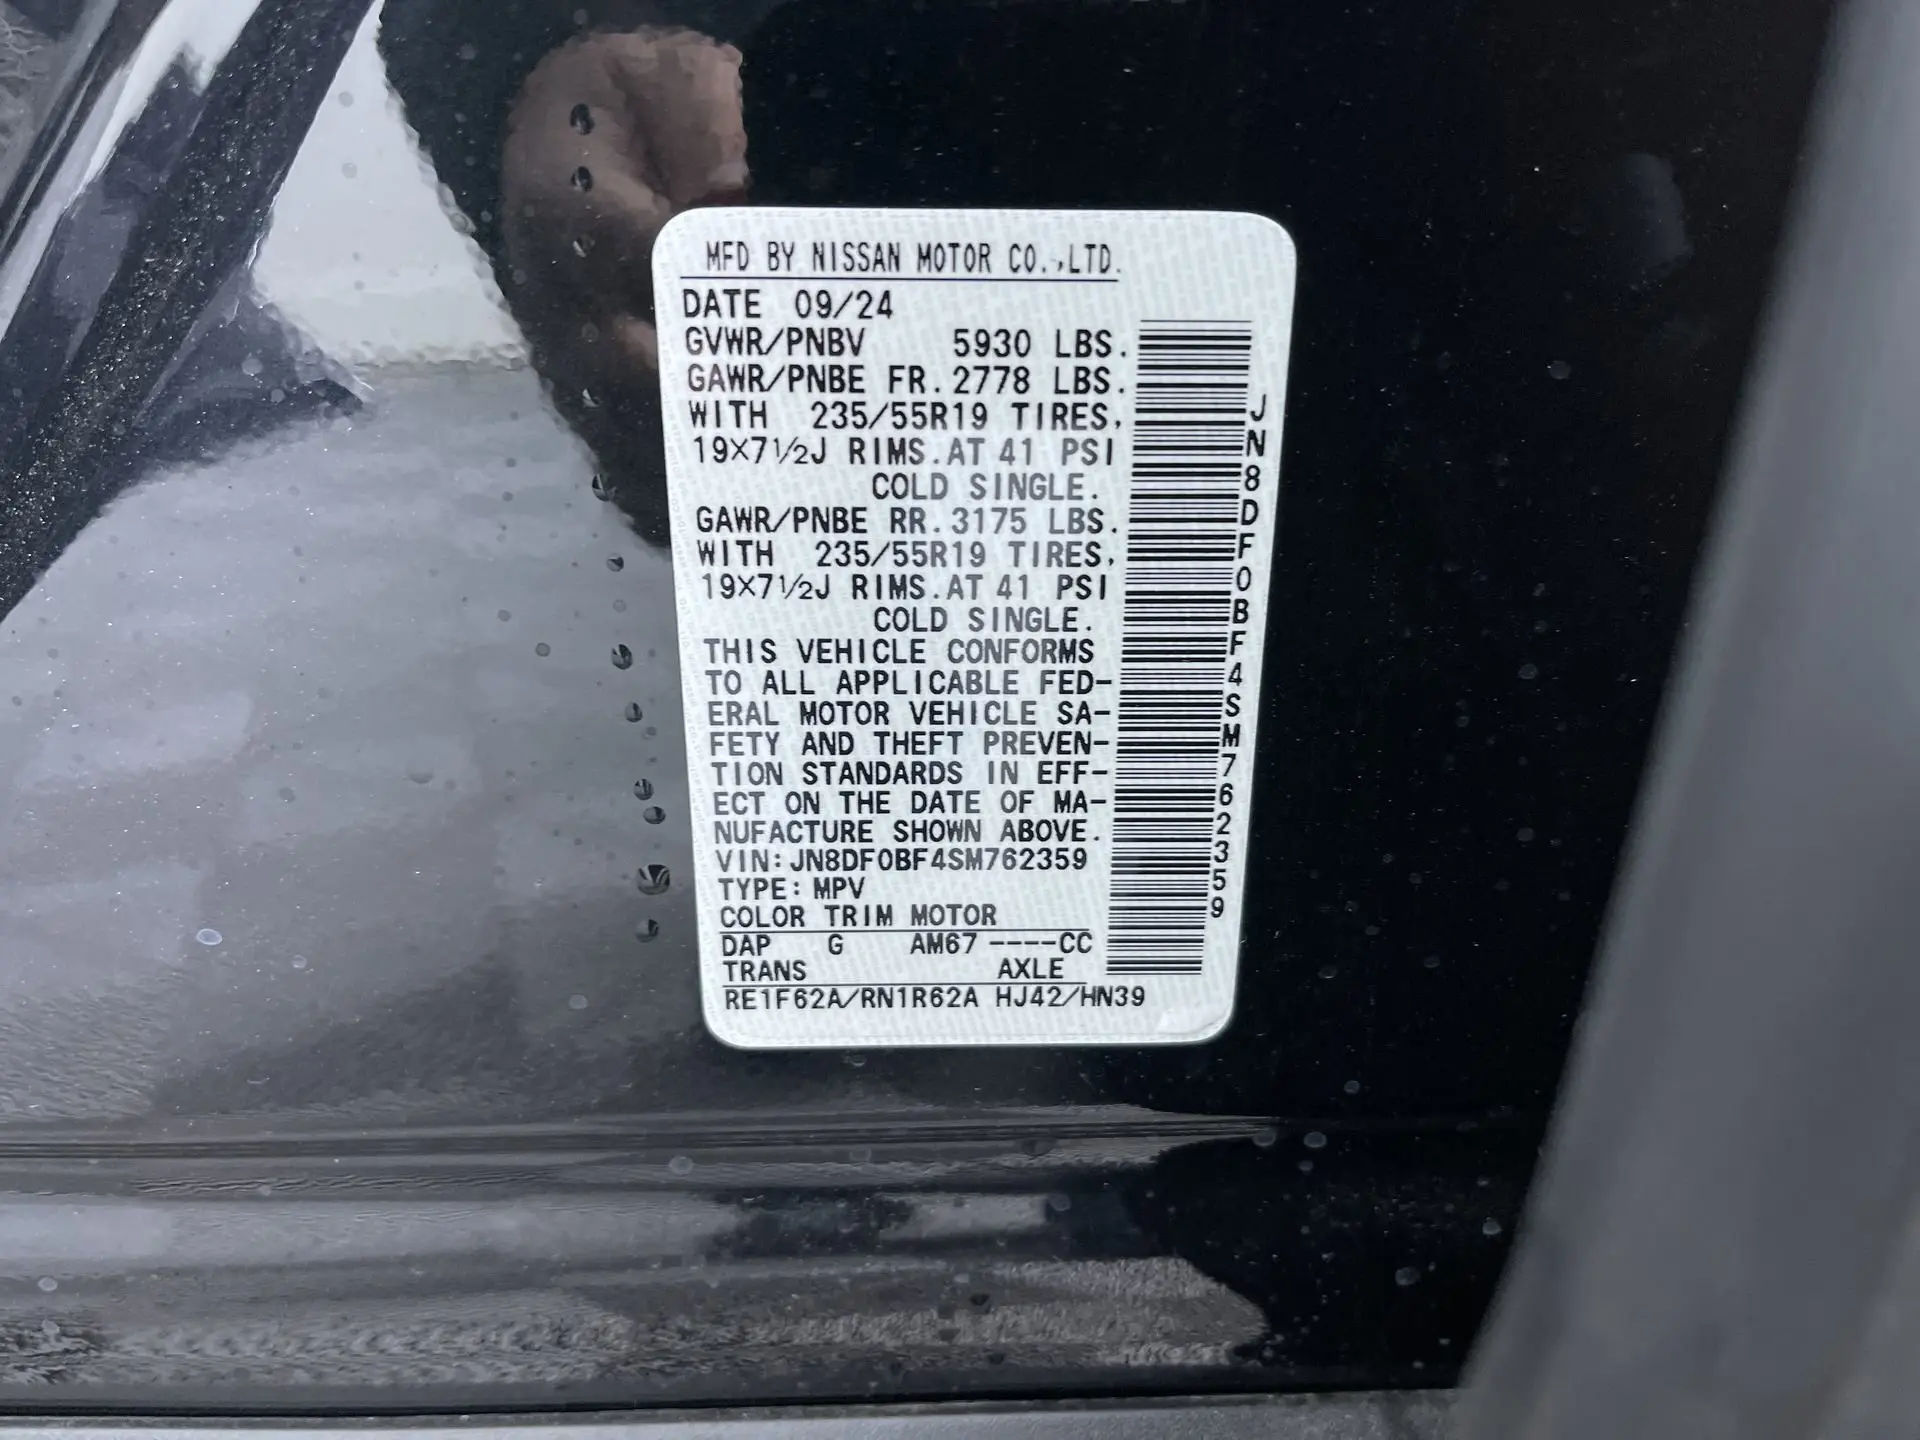 MFD BY NISSAN MOTOR CO.,LTD.
DATE 09/24
GVWR/PNBV 5930 LBS.
GAWR/PNBE FR. 2778 LBS.
WITH 235/55R19 TIRES,
19×7½J RIMS. AT 41 PSI
COLD SINGLE.
GAWR/PNBE RR. 3175 LBS.
WITH 235/55R19 TIRES,
19×7½J RIMS. AT 41 PSI
COLD SINGLE.
THIS VEHICLE CONFORMS
TO ALL APPLICABLE FED-
ERAL MOTOR VEHICLE SA-
FETY AND THEFT PREVEN-
TION STANDARDS IN EFF-
ECT ON THE DATE OF MA-
NUFACTURE SHOWN ABOVE.
VIN: JN8DF0BF4SM762359
TYPE: MPV
COLOR TRIM MOTOR
DAP G AM67 ----CC
TRANS AXLE
RE1F62A/RN1R62A HJ42/HN39
JN8DF0BF4SM762359